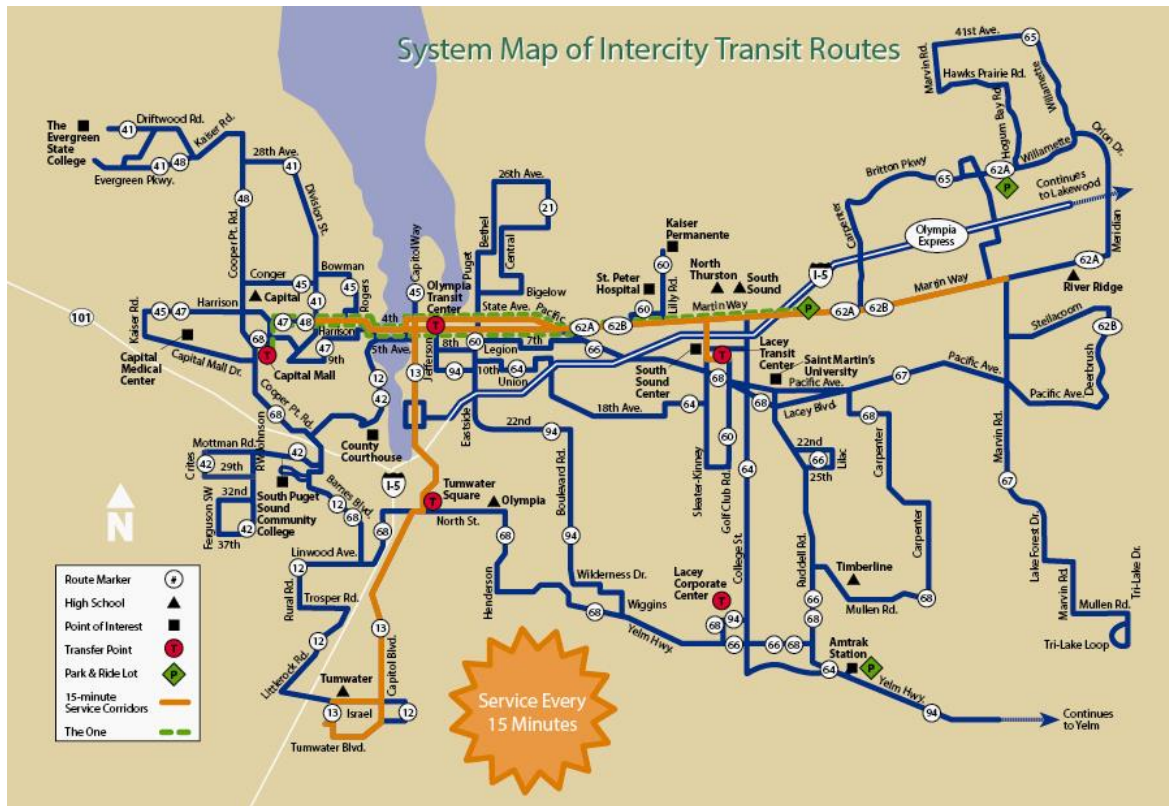 System Map of Intercity Transit Routes
41st Ave.
65
Marvin Rd.
Hawks Prairie Rd.
Willamette
Hogum Bay Rd.
Orion Dr.
Willamette
62A
P
Britton Pkwy
65
Continues
to Lakewood
Meridian
Carpenter
Olympia
Express
I-5
62A
River Ridge
Martin Way
The
Evergreen
State
College
41
Driftwood Rd.
Kaiser Rd.
41
48
Evergreen Pkwy.
28th Ave.
41
48
Division St.
Cooper Pt. Rd.
26th Ave.
21
Bethel
Central
Puget
Bigelow
Kaiser
Permanente
60
Lilly Rd.
St. Peter
Hospital
60
North
Thurston
South
Sound
Martin Way
P
62A
62B
62A
62B
Capitol Way
45
Olympia
Transit
Center
T
State Ave.
Pacific
Conger
45
Bowman
45
Rogers
Capital
41
Harrison
45
47
Kaiser Rd.
101
Capital
Medical
Center
Capital Mall Dr.
68
T
Capital Mall
47
48
Harrison
47
9th
4th
5th Ave.
12
42
13
Jefferson
8th
94
60
Legion
10th
64
Union
7th
66
Eastside
South
Sound
Center
T
Lacey
Transit
Center
68
Saint Martin's
University
Pacific Ave.
Lacey Blvd.
68
67
Pacific Ave.
Stellacoom
62B
Deerbrush
Pacific Ave.
18th Ave.
64
Cooper Pt. Rd.
68
County
Courthouse
I-5
22nd
94
Boulevard Rd.
94
Sleater-Kinney
60
Golf Club Rd.
64
College St.
22nd
66
Lilac
25th
68
Carpenter
Carpenter
68
Marvin Rd.
67
Mottman Rd.
42
Crites
29th
RW Johnson
42
32nd
Ferguson SW
42
37th
South Puget
Sound
Community
College
12
Barnes Blvd.
68
N
Tumwater
Square
T
Olympia
North St.
68
68
Henderson
Linwood Ave.
12
Rural Rd.
Trosper Rd.
12
Littlerock Rd.
13
Capitol Blvd.
Tumwater
13
Israel
12
Tumwater Blvd.
Wilderness Dr.
Wiggins
68
Yelm Hwy.
Lacey
Corporate
Center
T
68
94
66
66
68
Ruddell Rd.
66
68
Timberline
Mullen Rd.
68
Amtrak
Station
P
64
Yelm Hwy.
94
Continues
to Yelm
Lake Forest Dr.
Marvin Rd.
Mullen Rd.
Tri-Lake Dr.
Tri-Lake Loop
Service Every
15 Minutes
Route Marker
#
High School
Point of Interest
Transfer Point
T
Park & Ride Lot
P
15-minute
Service Corridors
The One